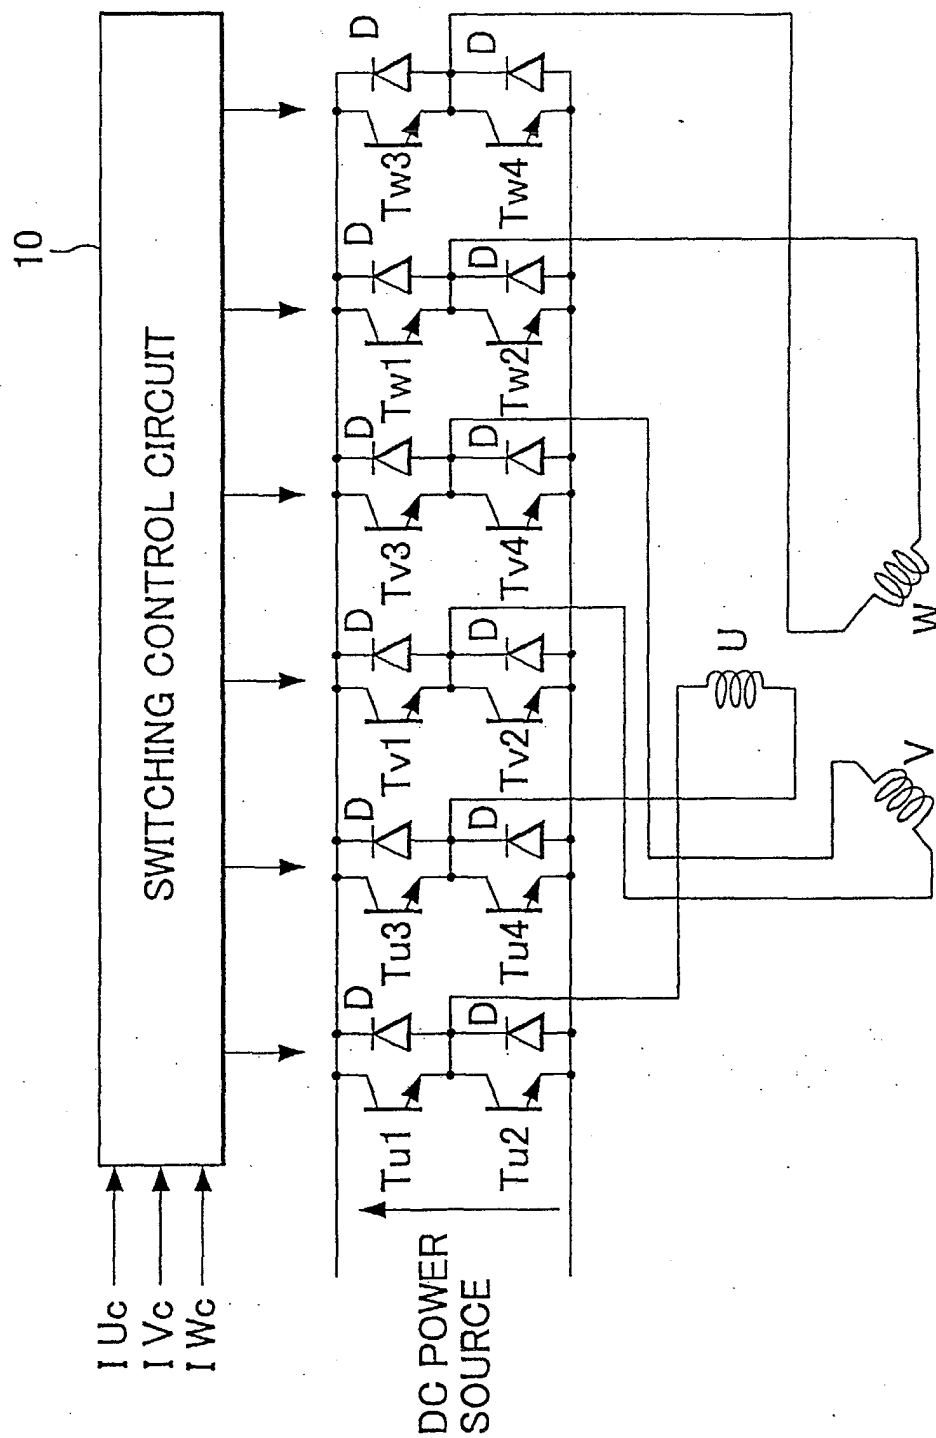 10
SWITCHING CONTROL CIRCUIT
I Uc
I Vc
I Wc
DC POWER
SOURCE
Tu1
D
Tu3
D
Tv1
D
Tv3
D
Tw1
D
Tw3
D
Tu2
D
Tu4
D
Tv2
D
Tv4
D
Tw2
D
Tw4
D
U
V
W